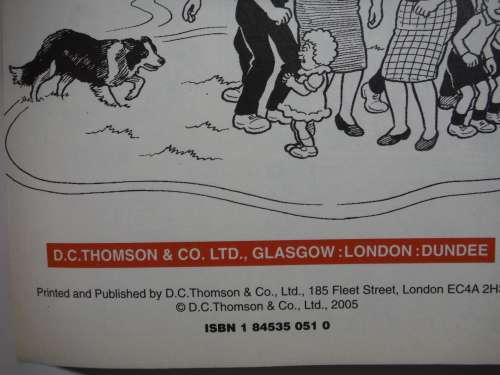 D.C.THOMSON & CO. LTD., GLASGOW:LONDON:DUNDEE
Printed and Published by D.C.Thomson & Co., Ltd., 185 Fleet Street, London EC4A 2H
© D.C.Thomson & Co., Ltd., 2005
ISBN 1 84535 051 0